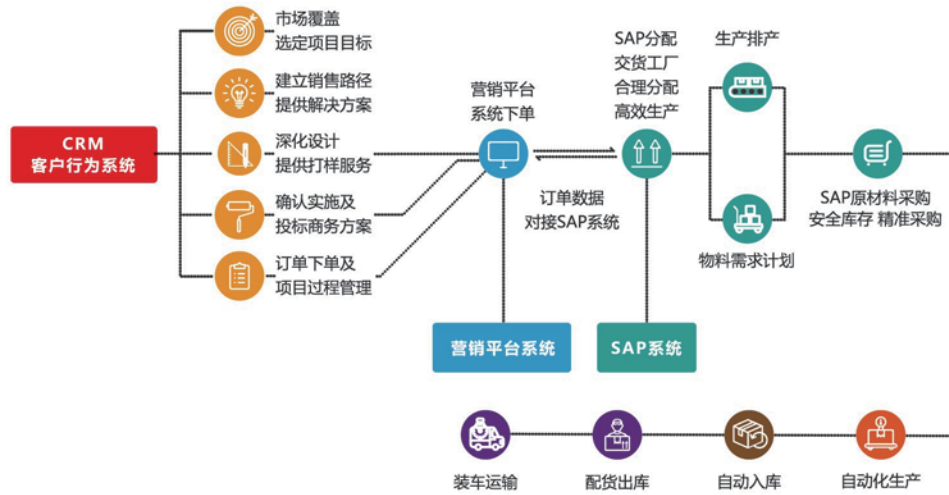 CRM
客户行为系统
市场覆盖
选定项目目标
建立销售路径
提供解决方案
深化设计
提供打样服务
确认实施及
投标商务方案
订单下单及
项目过程管理
营销平台
系统下单
订单数据
对接SAP系统
营销平台系统
SAP分配
交货工厂
合理分配
高效生产
SAP系统
生产排产
物料需求计划
SAP原材料采购
安全库存 精准采购
装车运输
配货出库
自动入库
自动化生产